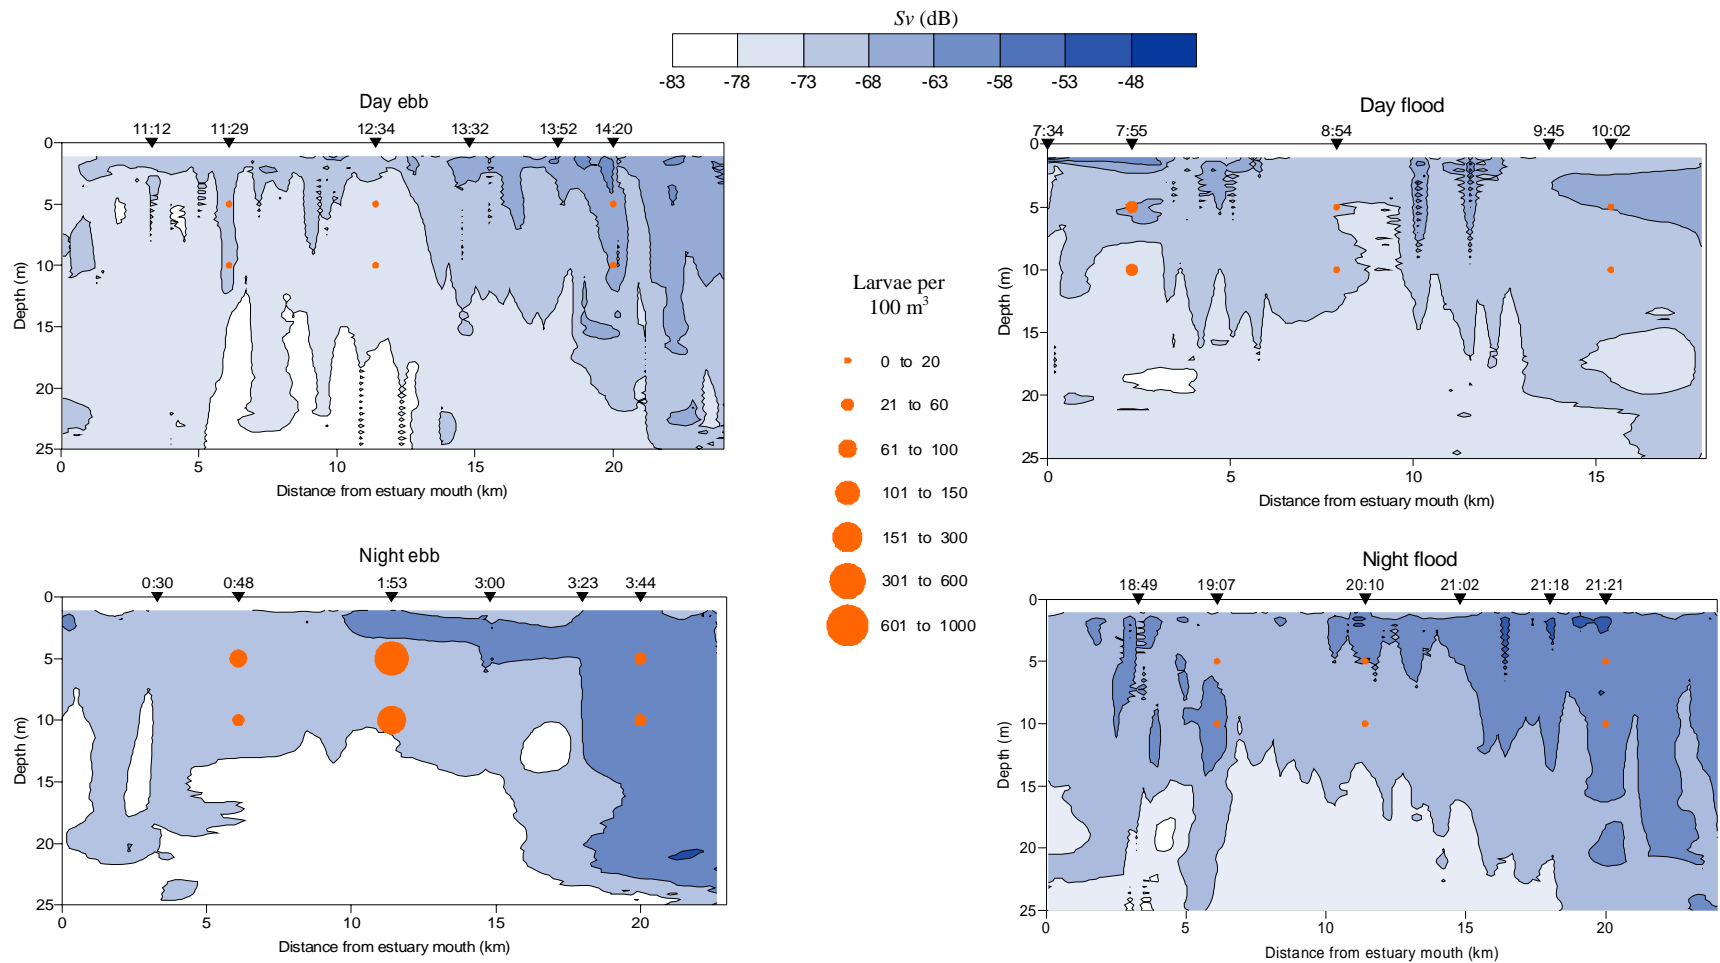 Sv (dB)
-83 -78 -73 -68 -63 -58 -53 -48
Day ebb
11:12 11:29 12:34 13:32 13:52 14:20
0
5
10
15
20
25
Depth (m)
0 5 10 15 20
Distance from estuary mouth (km)
Day flood
7:34 7:55 8:54 9:45 10:02
0
5
10
15
20
25
Depth (m)
0 5 10 15
Distance from estuary mouth (km)
Larvae per
100 m³
0 to 20
21 to 60
61 to 100
101 to 150
151 to 300
301 to 600
601 to 1000
Night ebb
0:30 0:48 1:53 3:00 3:23 3:44
0
5
10
15
20
25
Depth (m)
0 5 10 15 20
Distance from estuary mouth (km)
Night flood
18:49 19:07 20:10 21:02 21:18 21:21
0
5
10
15
20
25
Depth (m)
0 5 10 15 20
Distance from estuary mouth (km)